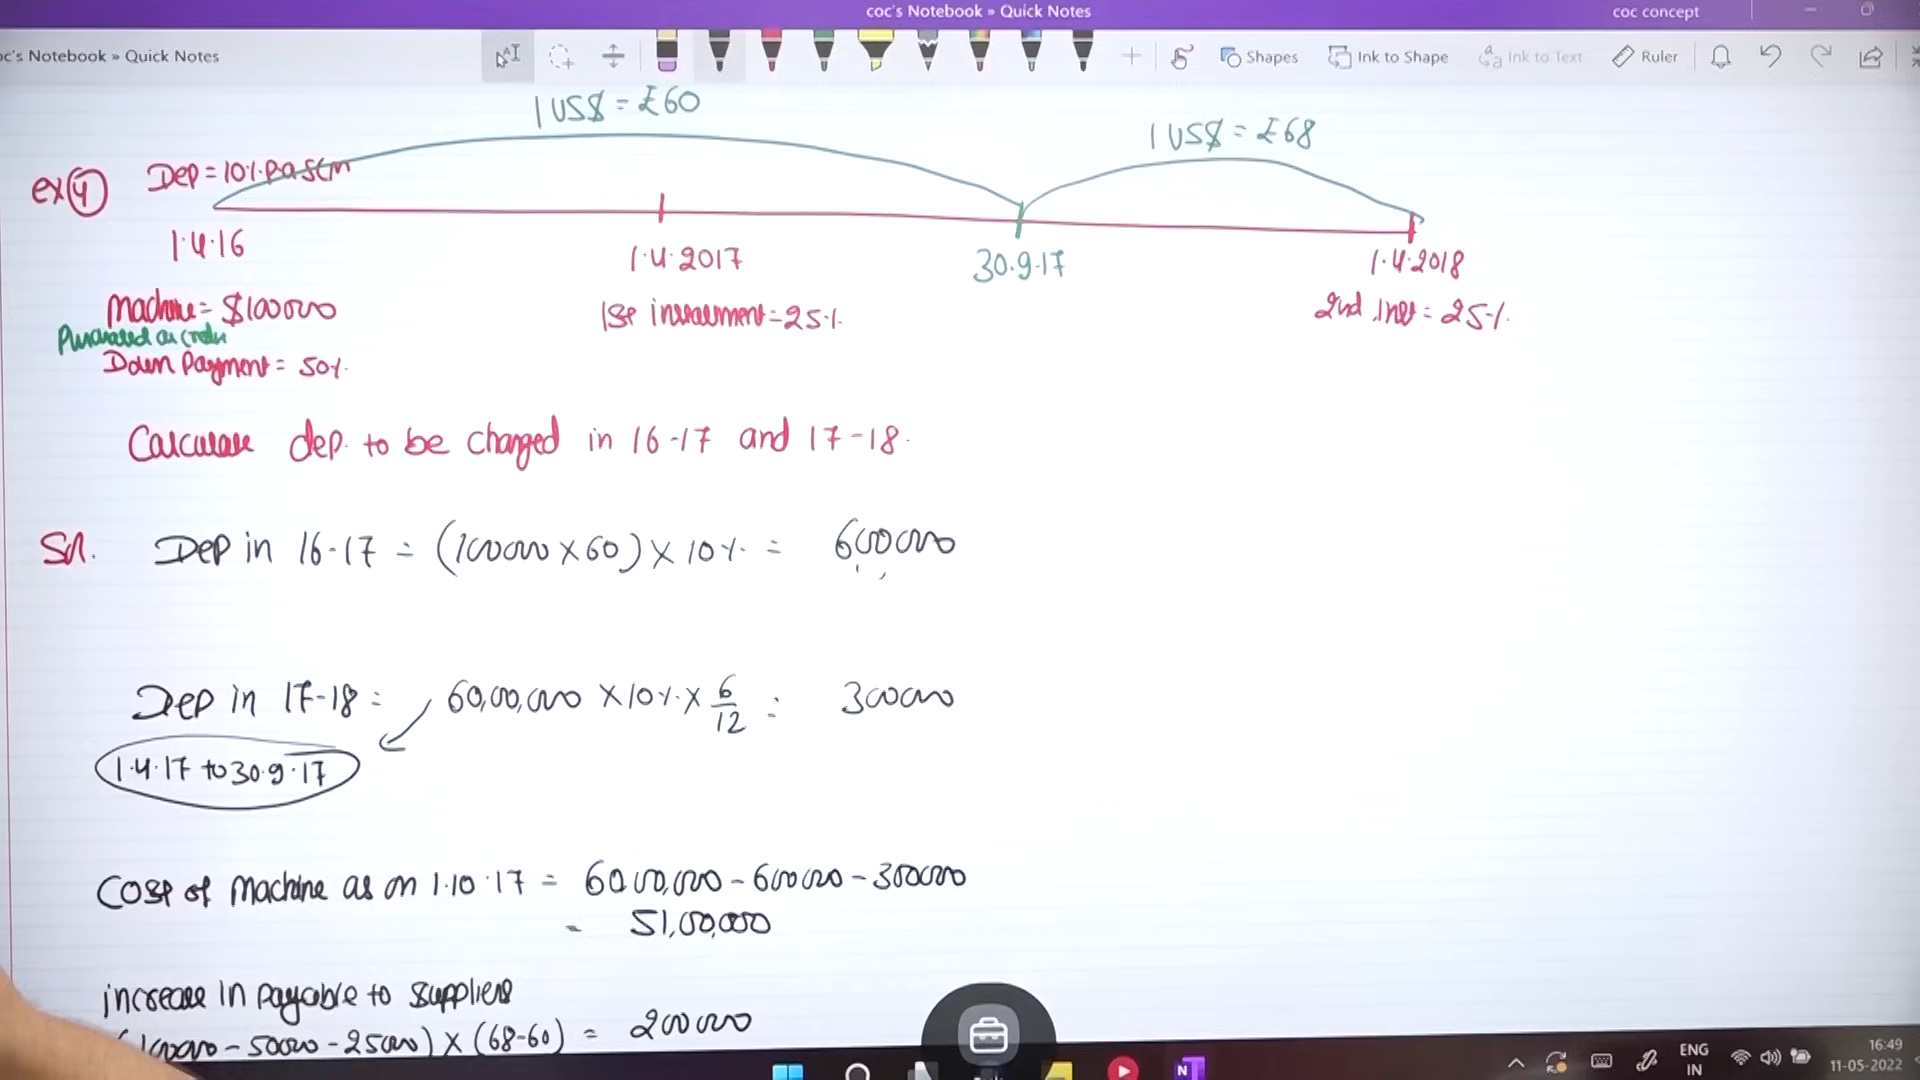 coc's Notebook » Quick Notes
coc concept
oc's Notebook » Quick Notes
Shapes
Ink to Shape
Ink to Text
Ruler
1 US$ = ₹60
1 US$ = ₹68
ex④ Dep = 10% pa SLM
1.4.16
1.4.2017
30.9.17
1.4.2018
Machine = $100000
Purchased on credit
Down Payment = 50%
1st installment = 25%
2nd Inst = 25%
Calculate dep. to be charged in 16-17 and 17-18.
Sol. Dep in 16-17 = (100000 × 60) × 10% = 600000
Dep in 17-18 = 60,00,000 × 10% × 6/12 = 300000
1.4.17 to 30.9.17
Cost of Machine as on 1.10.17 = 60,00,000 - 600000 - 300000
= 51,00,000
increase in payable to suppliers
(100000 - 50000 - 25000) × (68-60) = 200000
ENG
IN
16:49
11-05-2022